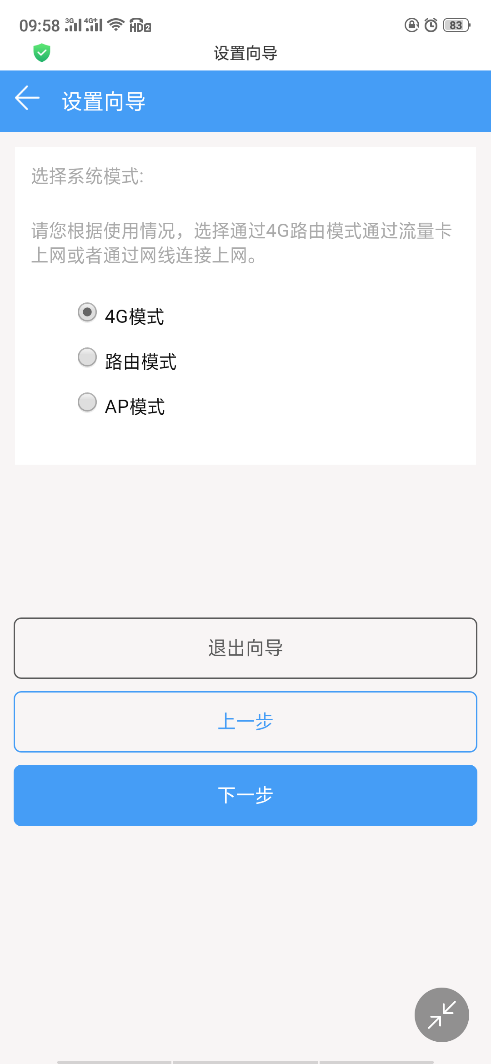 09:58 3G 4G+ HD2 83
设置向导
设置向导
选择系统模式:
请您根据使用情况，选择通过4G路由模式通过流量卡
上网或者通过网线连接上网。
4G模式
路由模式
AP模式
退出向导
上一步
下一步